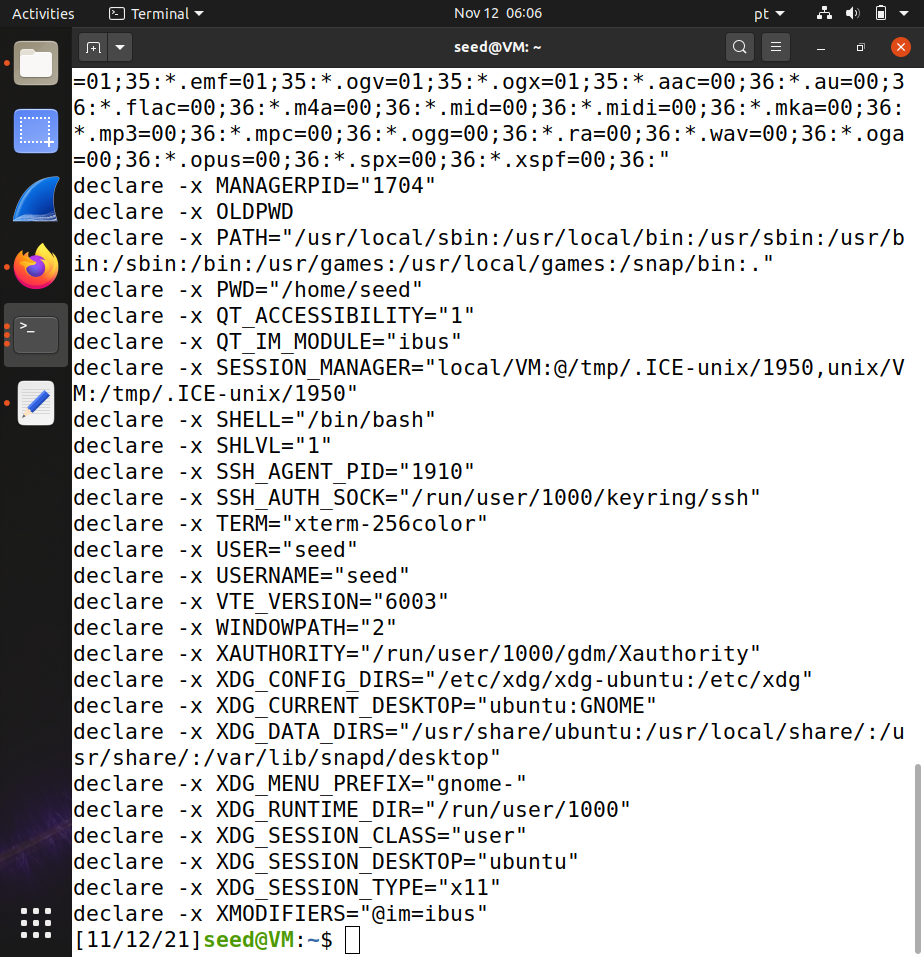 Activities Terminal Nov 12 06:06 pt
seed@VM: ~
=01;35:*.emf=01;35:*.ogv=01;35:*.ogx=01;35:*.aac=00;36:*.au=00;3
6:*.flac=00;36:*.m4a=00;36:*.mid=00;36:*.midi=00;36:*.mka=00;36:
*.mp3=00;36:*.mpc=00;36:*.ogg=00;36:*.ra=00;36:*.wav=00;36:*.oga
=00;36:*.opus=00;36:*.spx=00;36:*.xspf=00;36:"
declare -x MANAGERPID="1704"
declare -x OLDPWD
declare -x PATH="/usr/local/sbin:/usr/local/bin:/usr/sbin:/usr/b
in:/sbin:/bin:/usr/games:/usr/local/games:/snap/bin:."
declare -x PWD="/home/seed"
declare -x QT_ACCESSIBILITY="1"
declare -x QT_IM_MODULE="ibus"
declare -x SESSION_MANAGER="local/VM:@/tmp/.ICE-unix/1950,unix/V
M:/tmp/.ICE-unix/1950"
declare -x SHELL="/bin/bash"
declare -x SHLVL="1"
declare -x SSH_AGENT_PID="1910"
declare -x SSH_AUTH_SOCK="/run/user/1000/keyring/ssh"
declare -x TERM="xterm-256color"
declare -x USER="seed"
declare -x USERNAME="seed"
declare -x VTE_VERSION="6003"
declare -x WINDOWPATH="2"
declare -x XAUTHORITY="/run/user/1000/gdm/Xauthority"
declare -x XDG_CONFIG_DIRS="/etc/xdg/xdg-ubuntu:/etc/xdg"
declare -x XDG_CURRENT_DESKTOP="ubuntu:GNOME"
declare -x XDG_DATA_DIRS="/usr/share/ubuntu:/usr/local/share/:/u
sr/share/:/var/lib/snapd/desktop"
declare -x XDG_MENU_PREFIX="gnome-"
declare -x XDG_RUNTIME_DIR="/run/user/1000"
declare -x XDG_SESSION_CLASS="user"
declare -x XDG_SESSION_DESKTOP="ubuntu"
declare -x XDG_SESSION_TYPE="x11"
declare -x XMODIFIERS="@im=ibus"
[11/12/21]seed@VM:~$